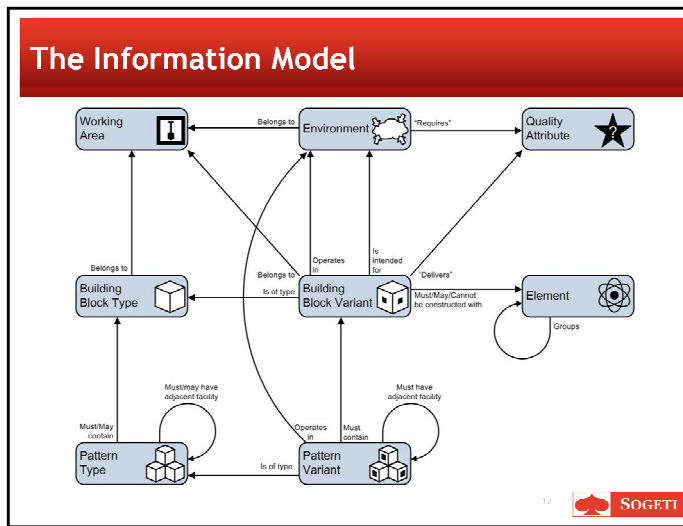 The Information Model
Working
Area
Belongs to
Environment
"Requires"
Quality
Attribute
?
Belongs to
Belongs to
Operates
in
Is
intended
for
"Delivers"
Building
Block Type
Is of type
Building
Block Variant
Must/May/Cannot
be constructed with
Element
Groups
Must/may have
adjacent facility
Must have
adjacent facility
Must/May
contain
Operates
in
Must
contain
Pattern
Type
Is of type
Pattern
Variant
12
SOGETI